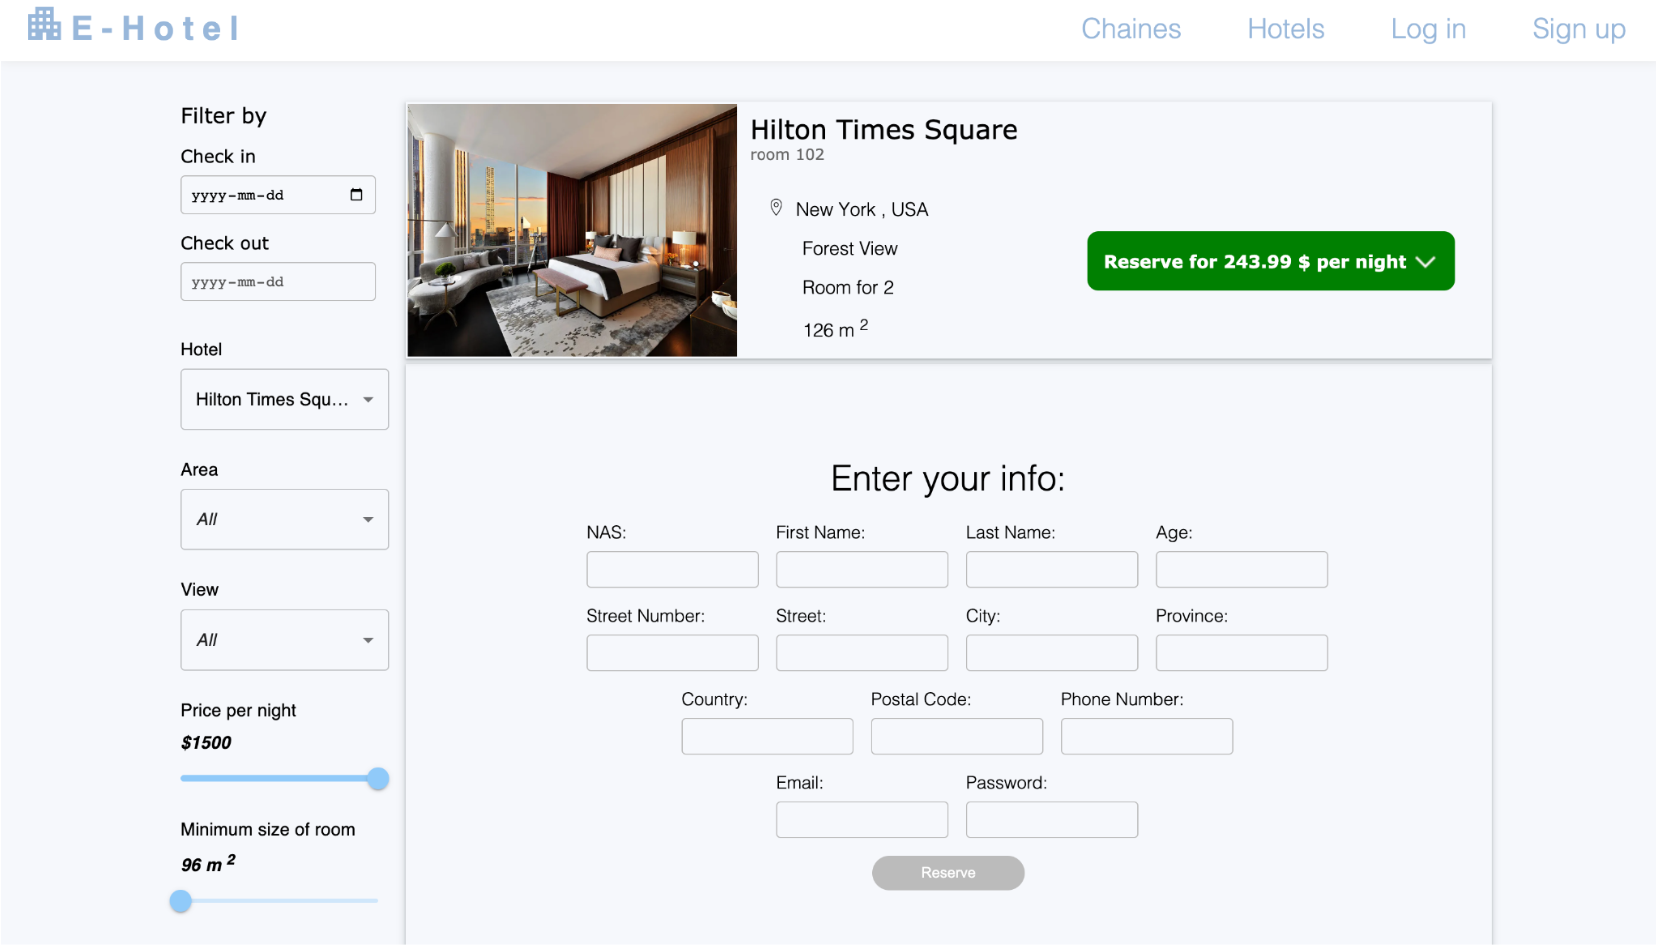 E-Hotel
Chaines Hotels Log in Sign up
Filter by
Check in
yyyy-mm-dd
Check out
yyyy-mm-dd
Hotel
Hilton Times Squ...
Area
All
View
All
Price per night
$1500
Minimum size of room
96 m 2
Hilton Times Square
room 102
New York , USA
Forest View
Room for 2
126 m 2
Reserve for 243.99 $ per night
Enter your info:
NAS: First Name: Last Name: Age:
Street Number: Street: City: Province:
Country: Postal Code: Phone Number:
Email: Password:
Reserve